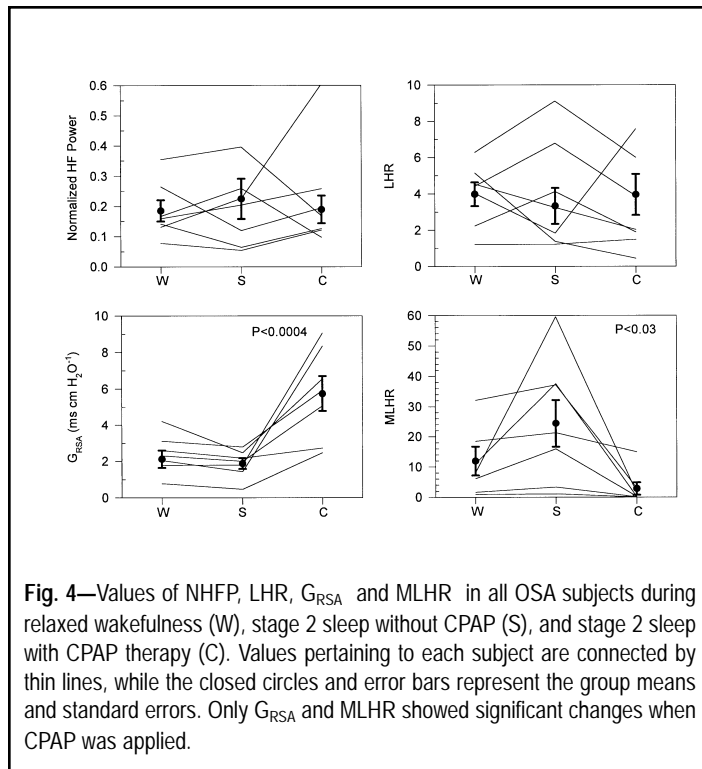 0.6
0.5
0.4
0.3
0.2
0.1
0.0
Normalized HF Power
W S C
10
8
6
4
2
0
LHR
W S C
10
8
6
4
2
0
G_RSA (ms cm H₂O⁻¹)
P<0.0004
W S C
60
50
40
30
20
10
0
MLHR
P<0.03
W S C
Fig. 4—Values of NHFP, LHR, G_RSA and MLHR in all OSA subjects during
relaxed wakefulness (W), stage 2 sleep without CPAP (S), and stage 2 sleep
with CPAP therapy (C). Values pertaining to each subject are connected by
thin lines, while the closed circles and error bars represent the group means
and standard errors. Only G_RSA and MLHR showed significant changes when
CPAP was applied.